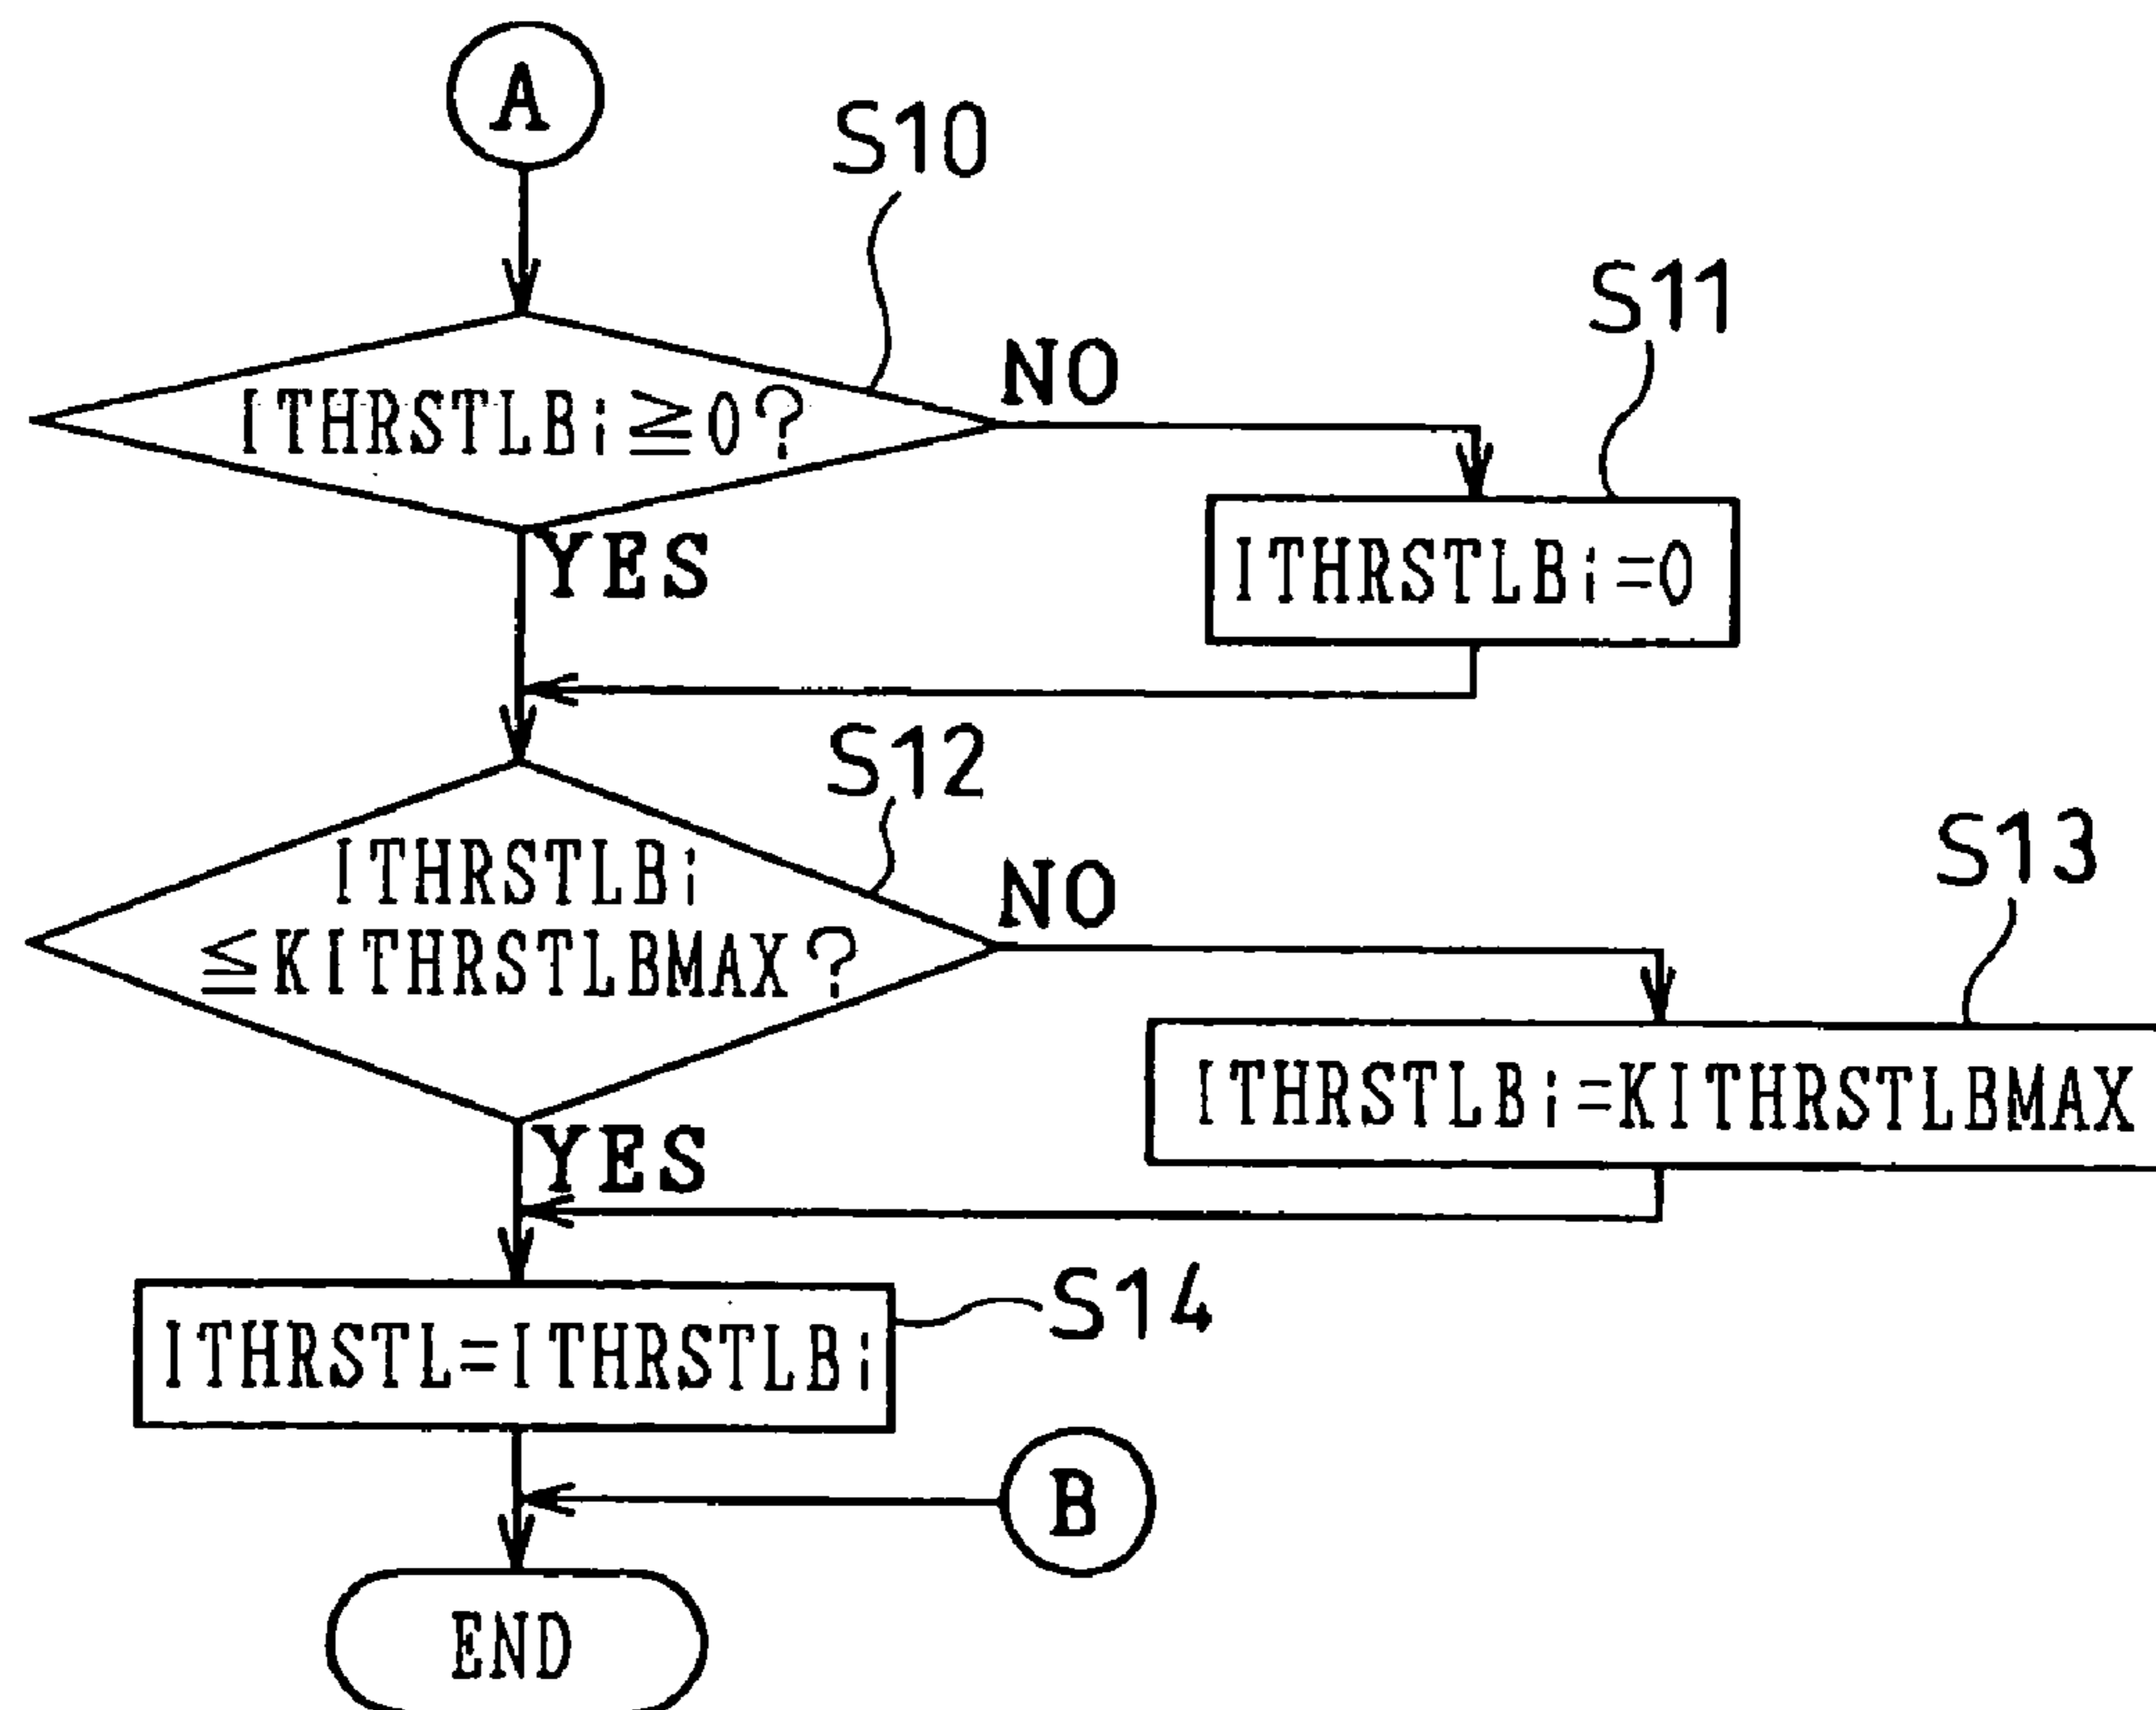 A
S10
ITHRSTLBi≧0?
NO
S11
ITHRSTLBi=0
YES
S12
ITHRSTLBi
≦KITHRSTLBMAX?
NO
S13
ITHRSTLBi=KITHRSTLBMAX
YES
S14
ITHRSTL=ITHRSTLBi
B
END